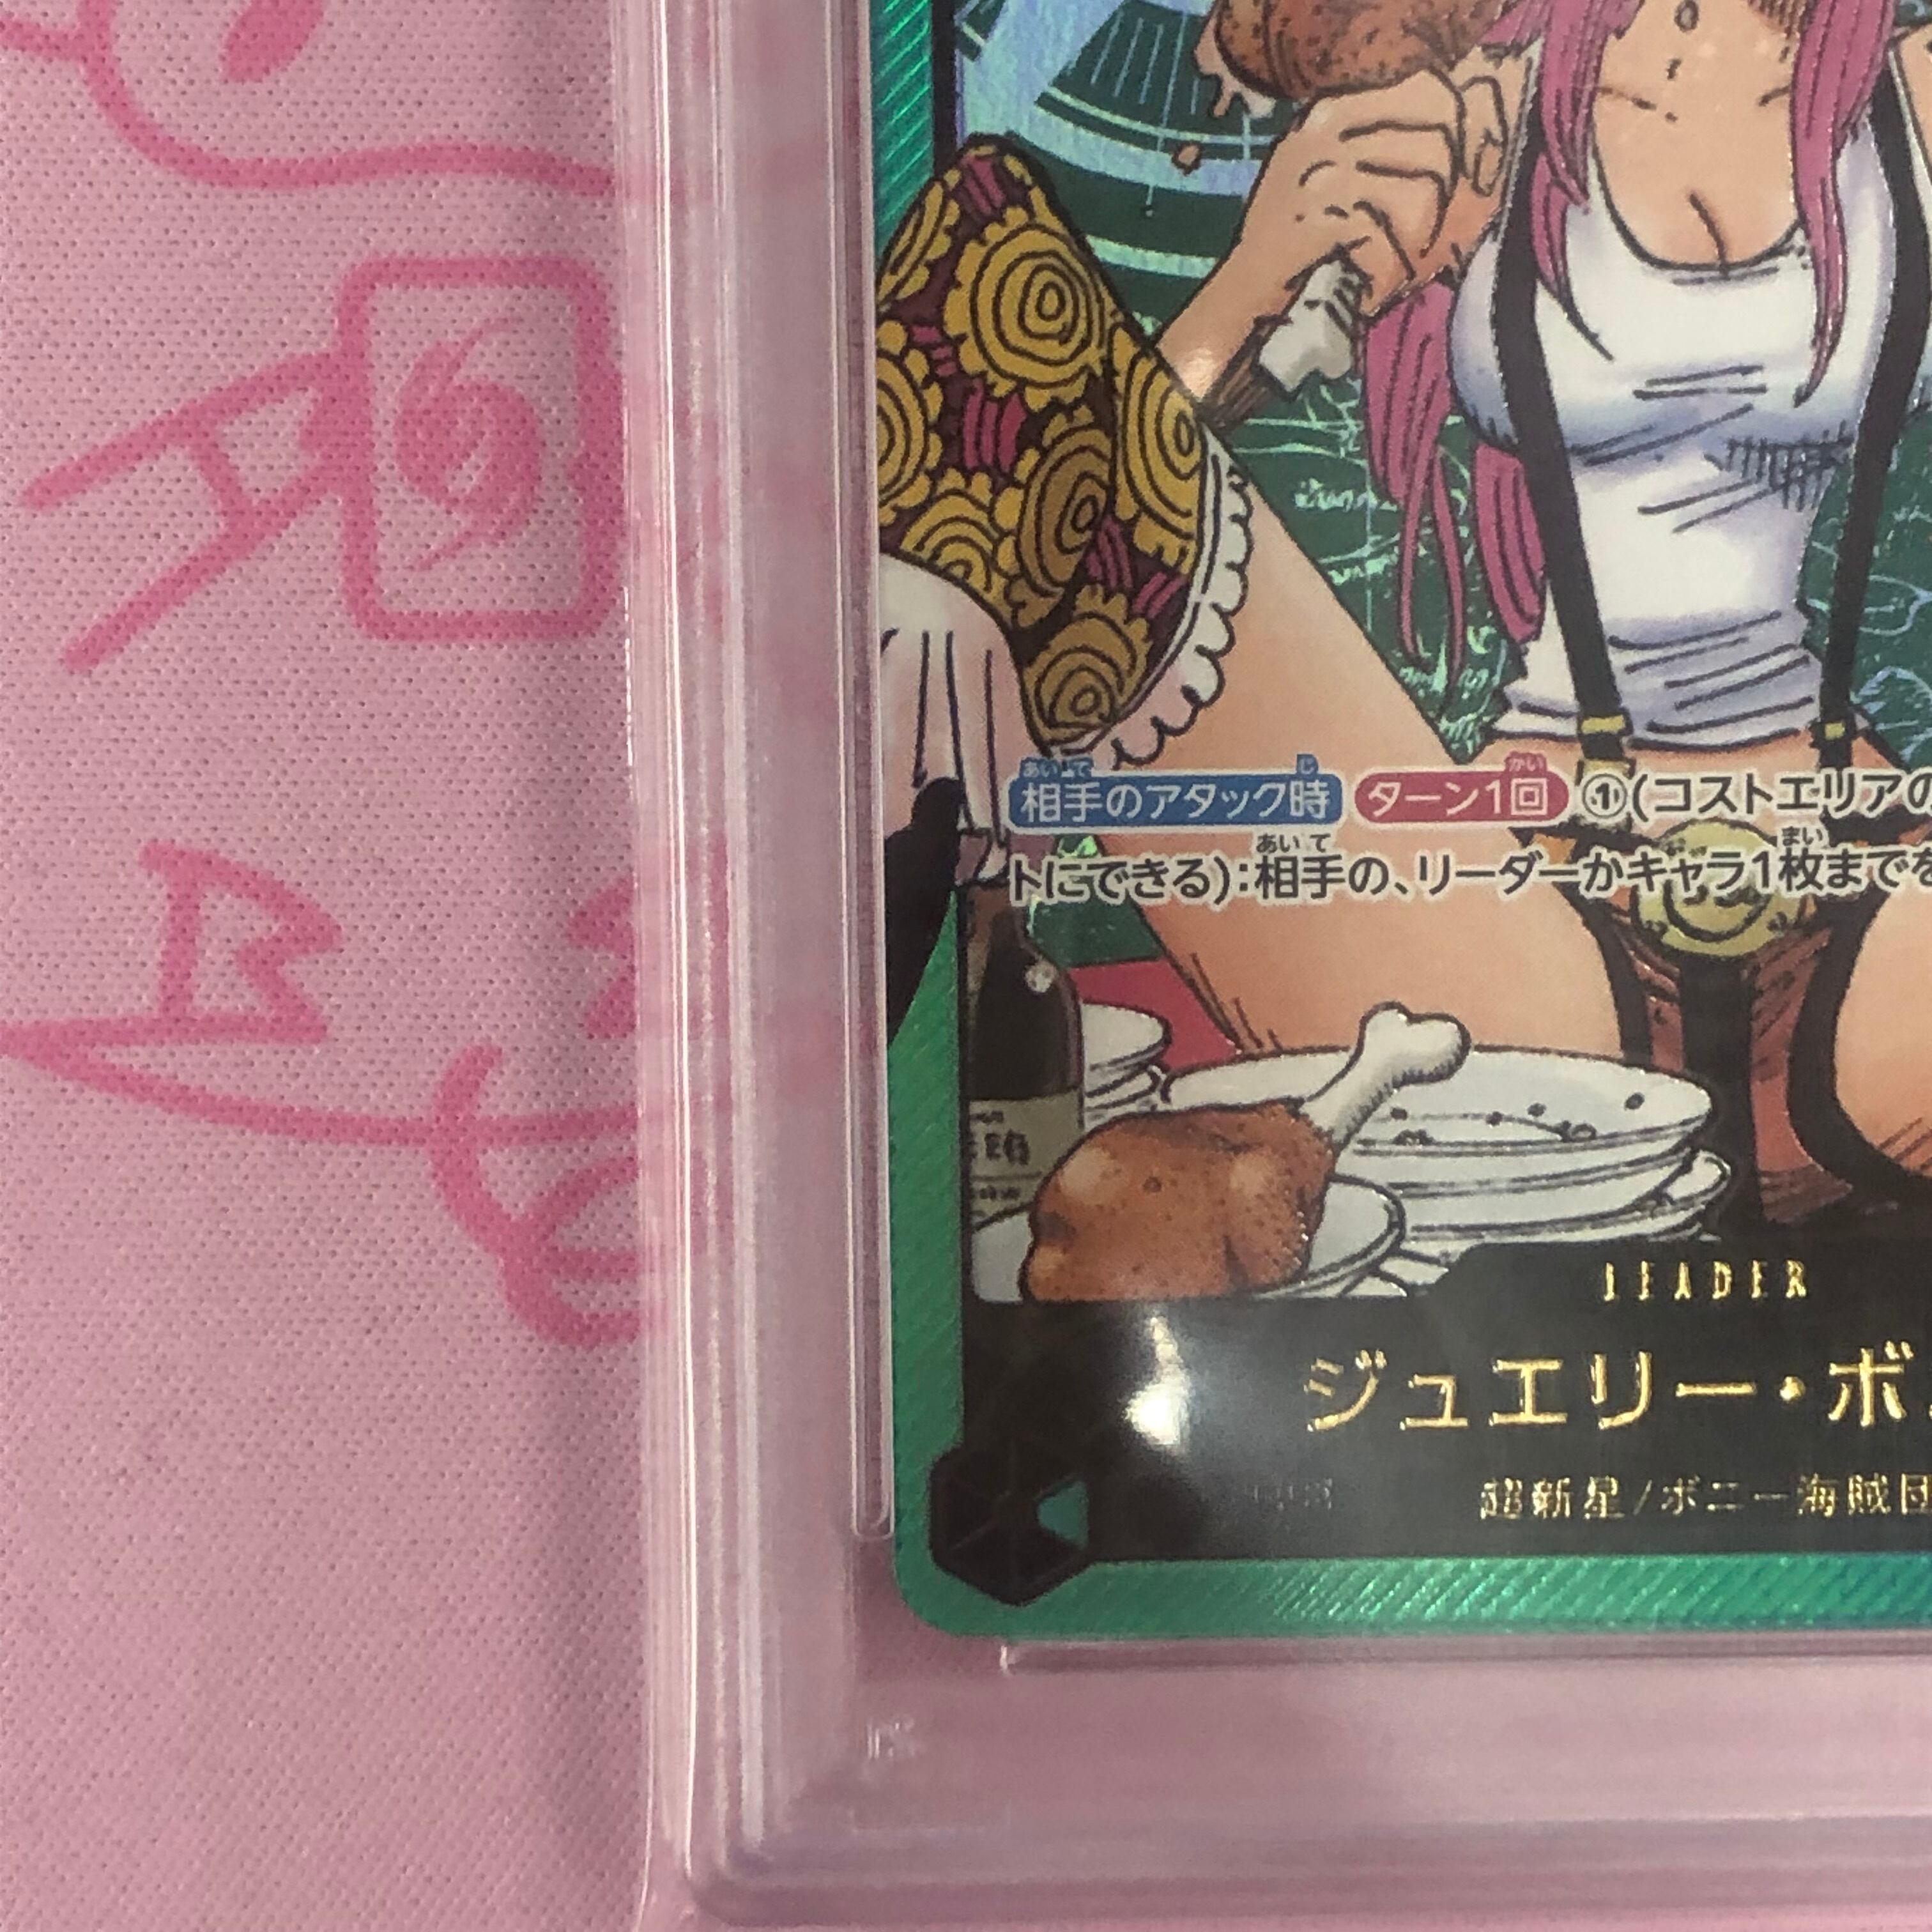 相手のアタック時 ターン1回 ①(コストエリアの
トにできる):相手の、リーダーかキャラ1枚までを
LEADER
ジュエリー・ボ
超新星/ボニー海賊団